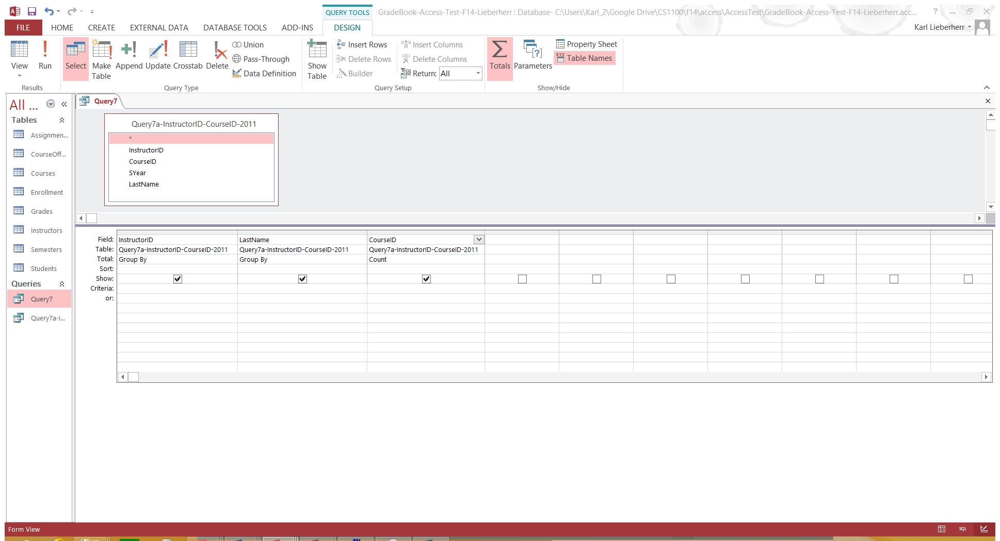 QUERY TOOLS GradeBook-Access-Test-F14-Lieberherr : Database- C:\Users\Karl_2\Google Drive\CS1100\f14\access\AccessTest\GradeBook-Access-Test-F14-Lieberherr.acc... ?
FILE HOME CREATE EXTERNAL DATA DATABASE TOOLS ADD-INS DESIGN Karl Lieberherr
View Run Select Make Table Append Update Crosstab Delete
Union
Pass-Through
Data Definition
Show Table
Insert Rows
Delete Rows
Builder
Insert Columns
Delete Columns
Return: All
Totals Parameters
Property Sheet
Table Names
Results Query Type Query Setup Show/Hide
All ...
Tables
Assignmen...
CourseOff...
Courses
Enrollment
Grades
Instructors
Semesters
Students
Queries
Query7
Query7a-I...
Query7
Query7a-InstructorID-CourseID-2011
*
InstructorID
CourseID
SYear
LastName
Field: InstructorID LastName CourseID
Table: Query7a-InstructorID-CourseID-2011 Query7a-InstructorID-CourseID-2011 Query7a-InstructorID-CourseID-2011
Total: Group By Group By Count
Sort:
Show:
Criteria:
or:
Form View SQL